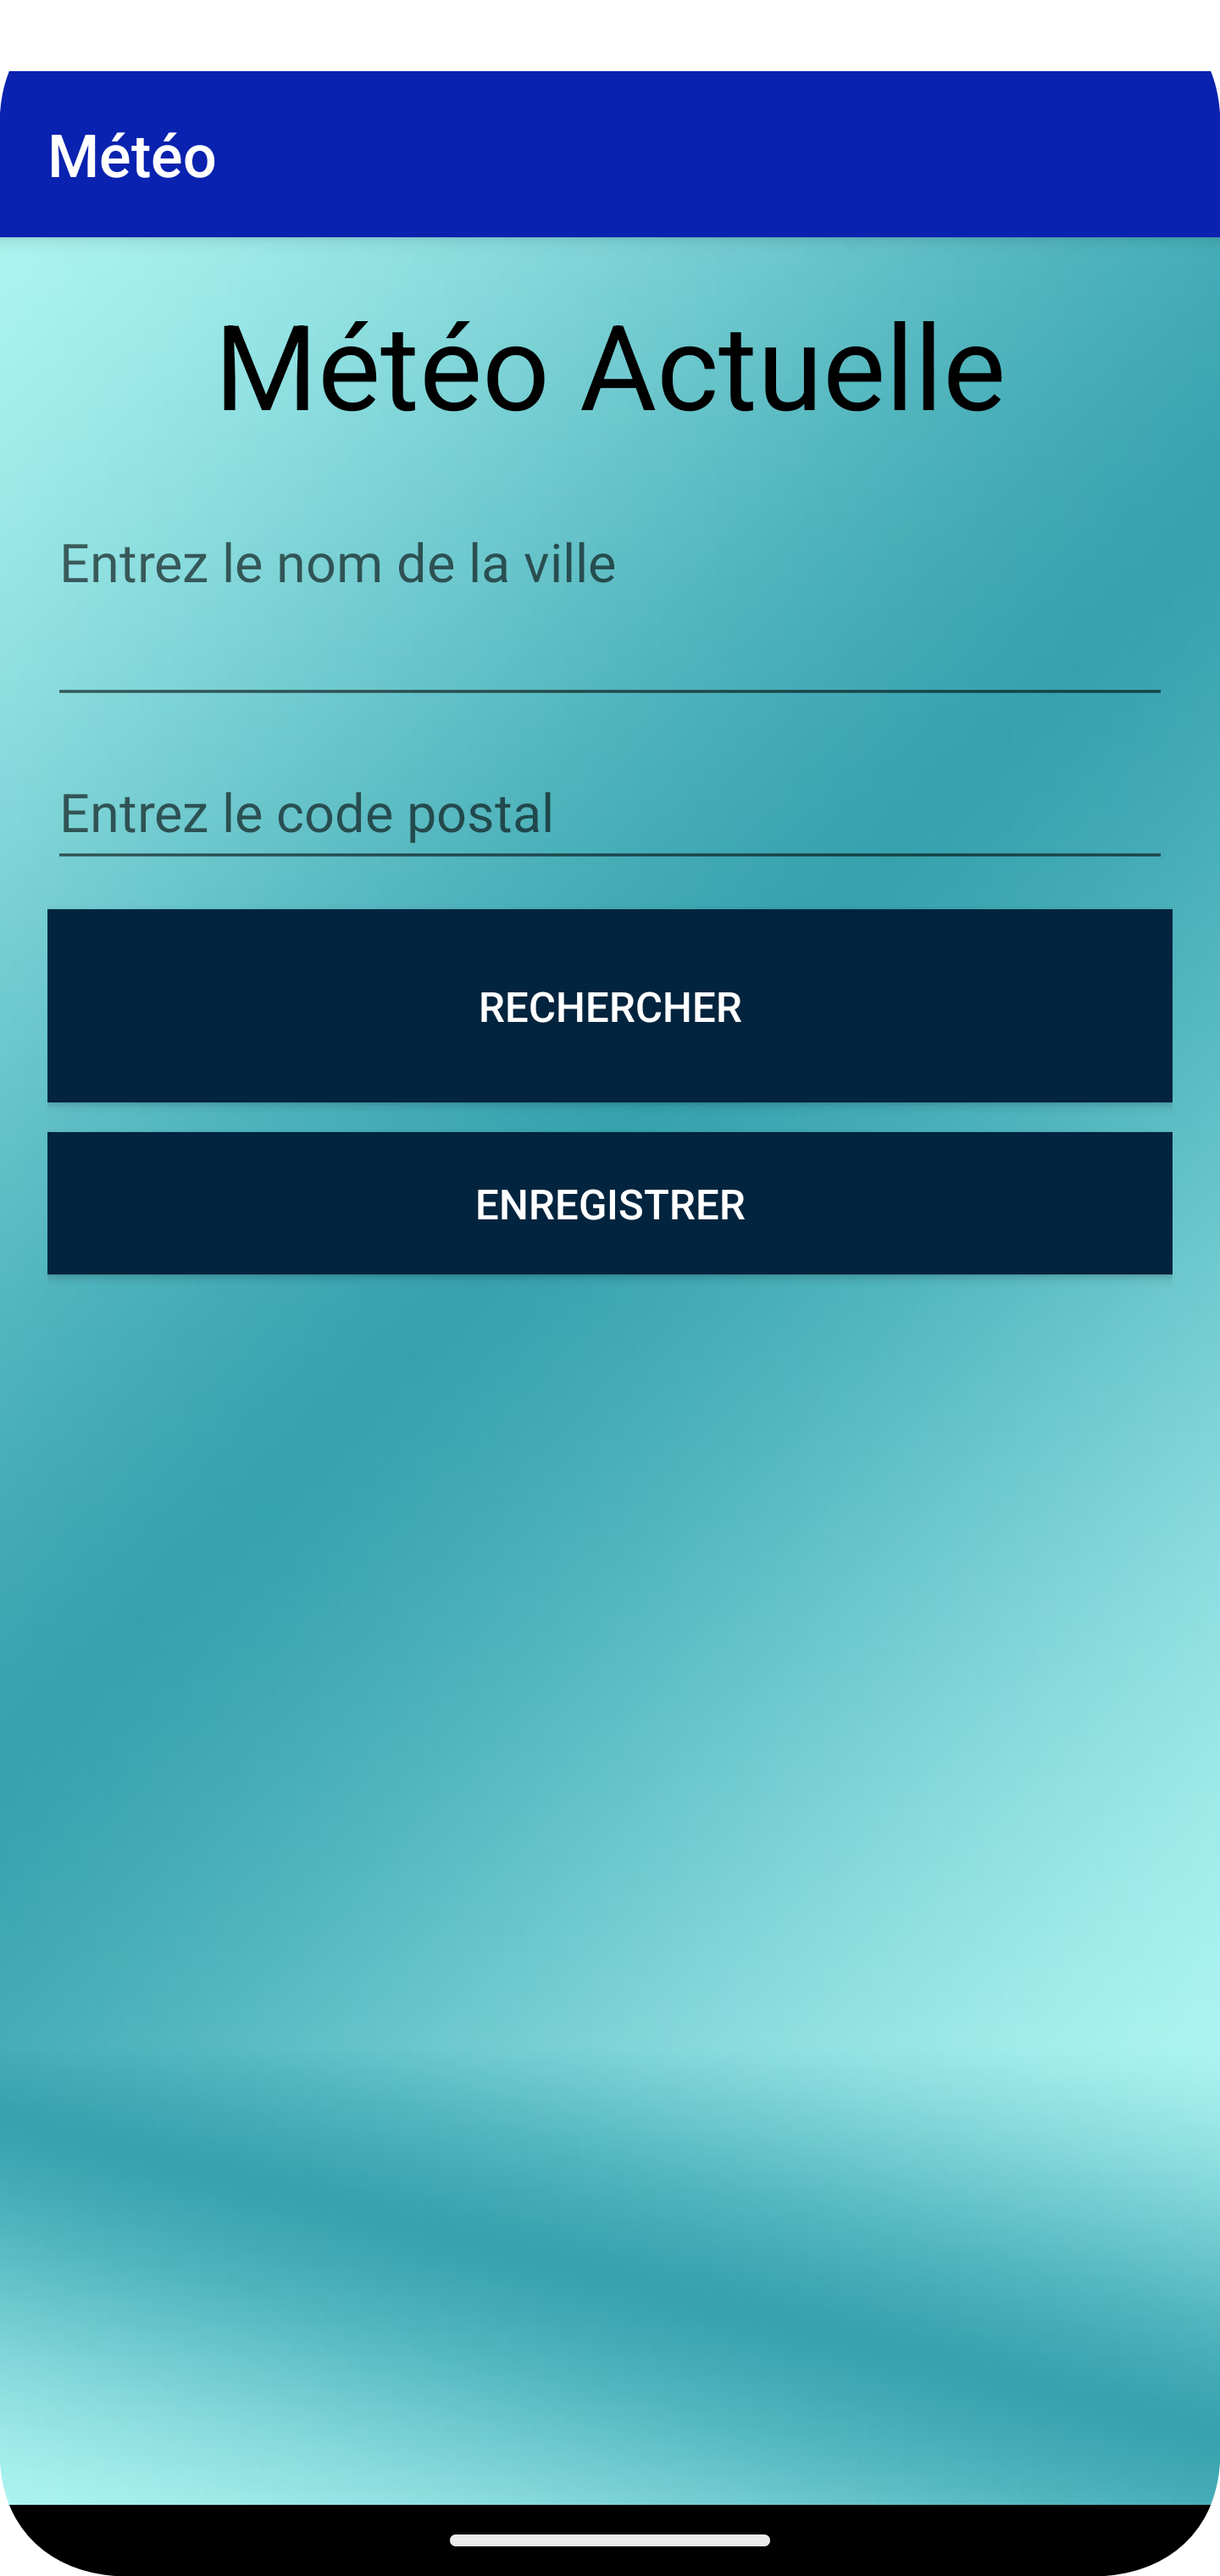 Météo
Météo Actuelle
Entrez le nom de la ville
Entrez le code postal
RECHERCHER
ENREGISTRER